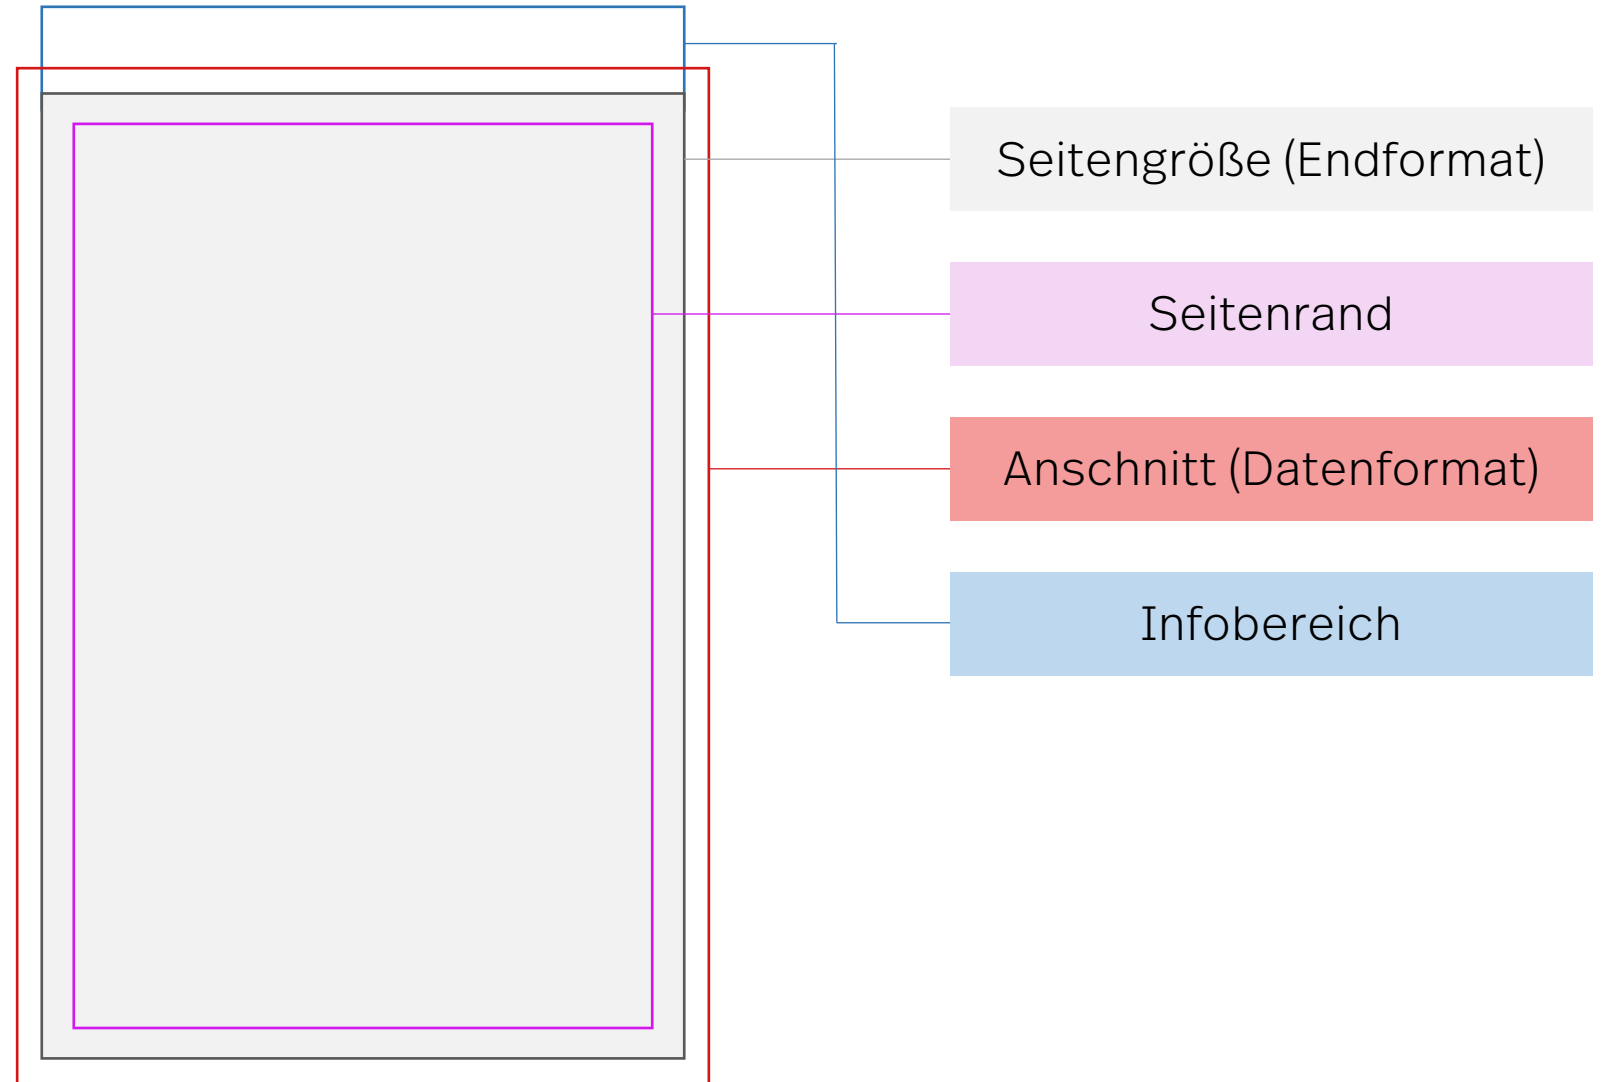 Seitengröße (Endformat)
Seitenrand
Anschnitt (Datenformat)
Infobereich